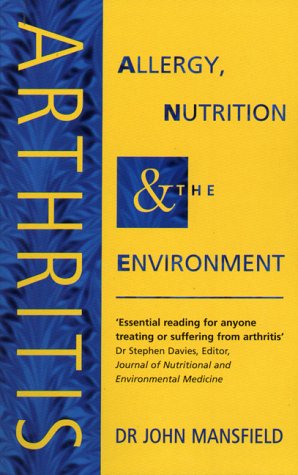 ARTHRITIS
ALLERGY,
NUTRITION
& THE
ENVIRONMENT
'Essential reading for anyone
treating or suffering from arthritis'
Dr Stephen Davies, Editor,
Journal of Nutritional and
Environmental Medicine
DR JOHN MANSFIELD